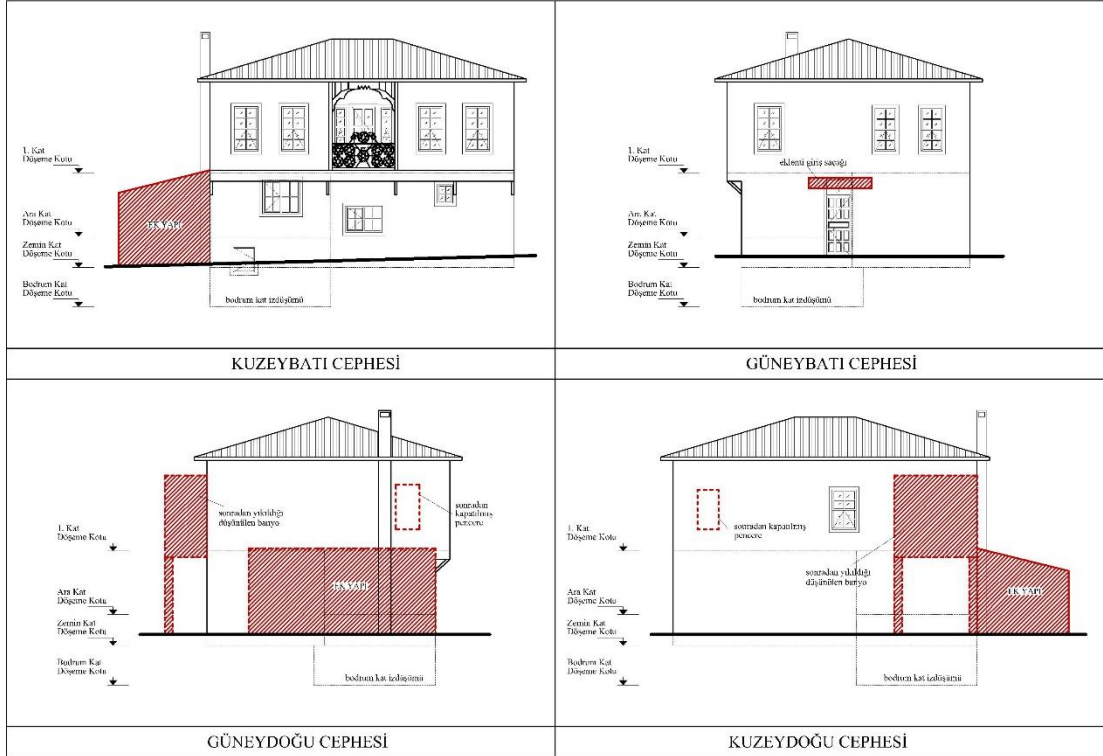 1. Kat
Döşeme Kotu
Ara Kat
Döşeme Kotu
Zemin Kat
Döşeme Kotu
Bodrum Kat
Döşeme Kotu
EK YAPI
bodrum kat izdüşümü
KUZEYBATI CEPHESİ
1. Kat
Döşeme Kotu
Ara Kat
Döşeme Kotu
Zemin Kat
Döşeme Kotu
Bodrum Kat
Döşeme Kotu
eklenti giriş saçağı
bodrum kat izdüşümü
GÜNEYBATI CEPHESİ
1. Kat
Döşeme Kotu
Ara Kat
Döşeme Kotu
Zemin Kat
Döşeme Kotu
Bodrum Kat
Döşeme Kotu
sonradan yıkıldığı
düşünülen banyo
sonradan
kapatılmış
pencere
EK YAPI
bodrum kat izdüşümü
GÜNEYDOĞU CEPHESİ
1. Kat
Döşeme Kotu
Ara Kat
Döşeme Kotu
Zemin Kat
Döşeme Kotu
Bodrum Kat
Döşeme Kotu
sonradan kapatılmış
pencere
sonradan yıkıldığı
düşünülen banyo
EK YAPI
bodrum kat izdüşümü
KUZEYDOĞU CEPHESİ